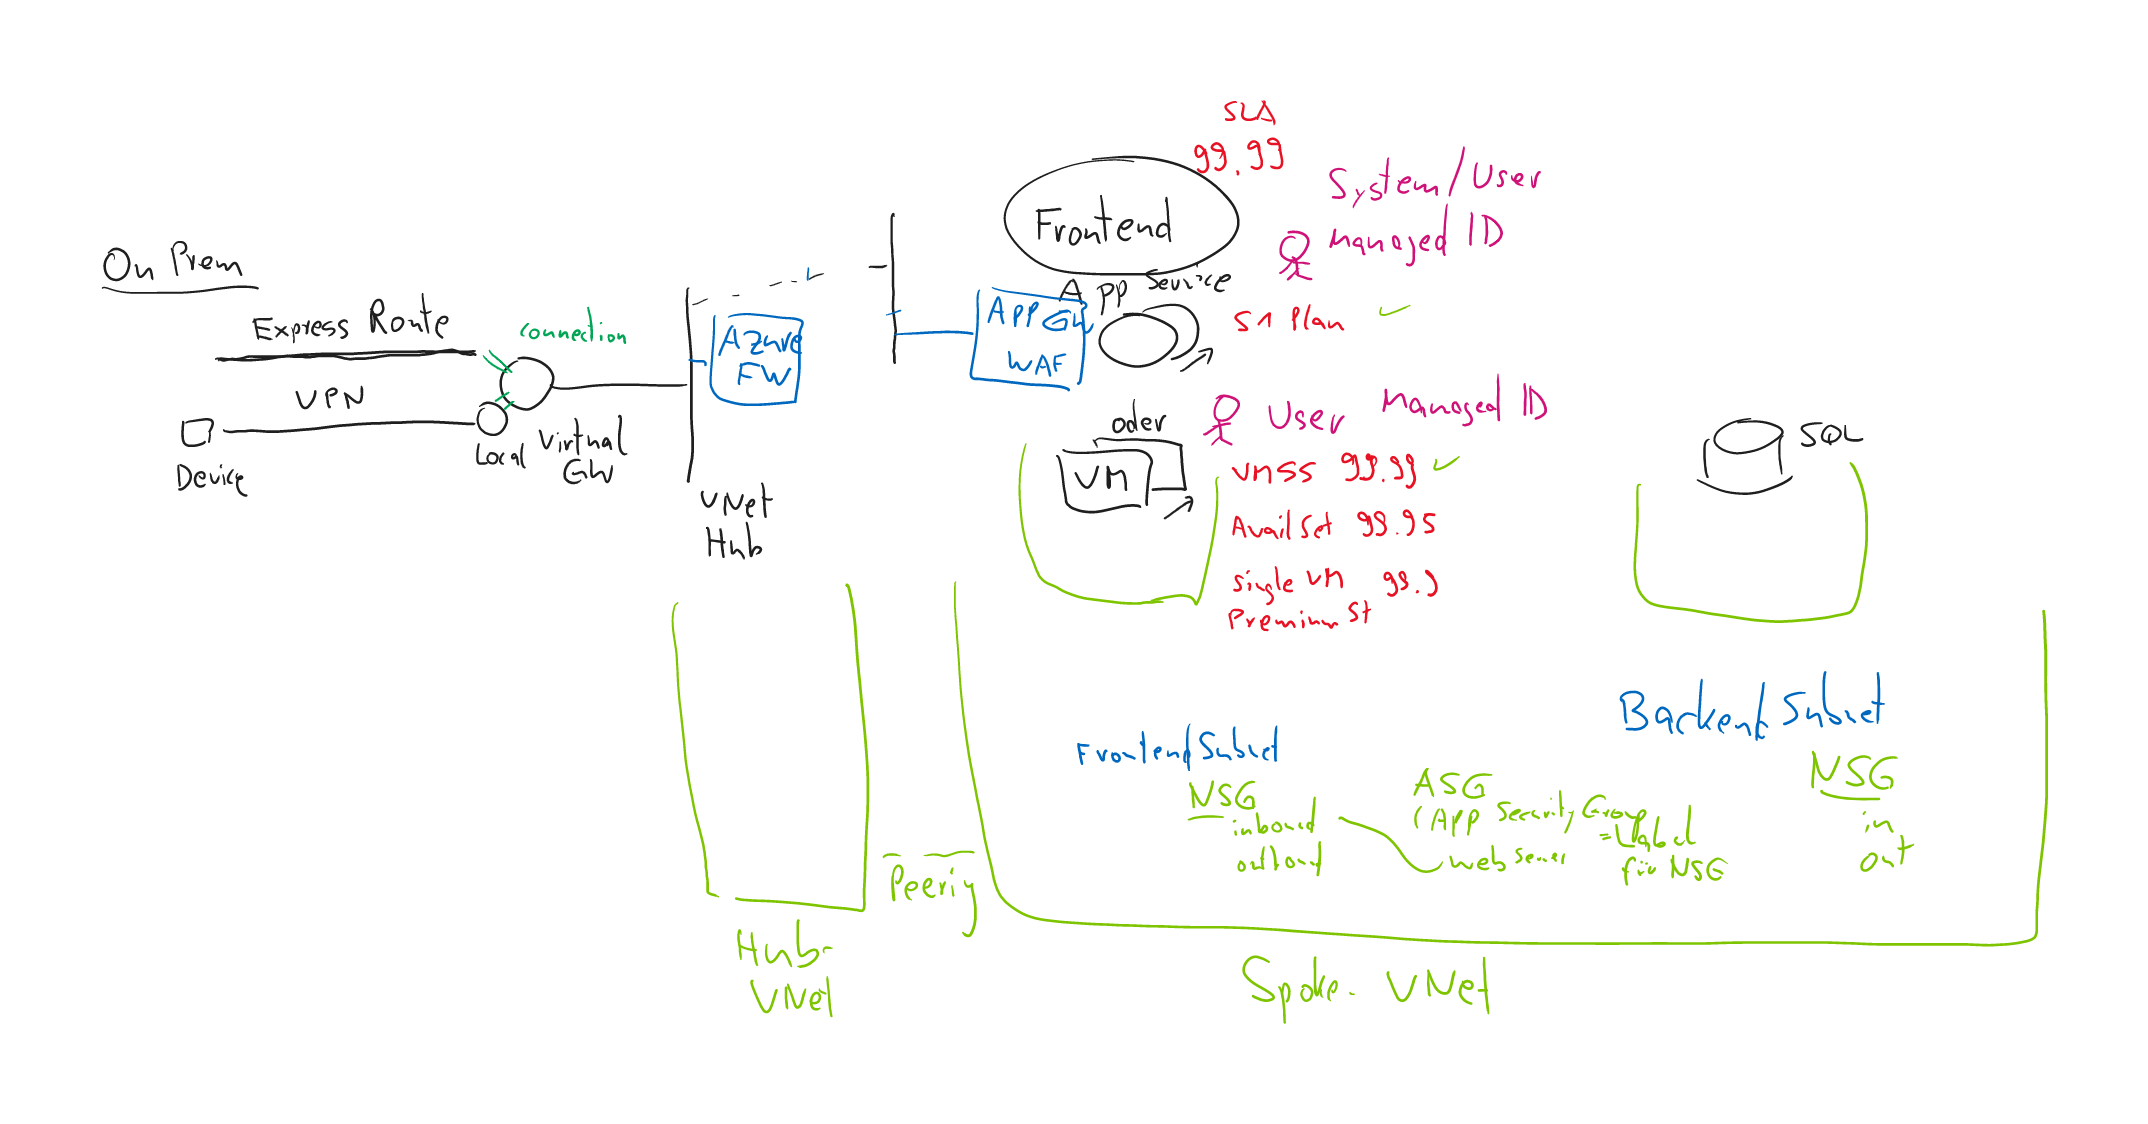 On Prem
Express Route
connection
VPN
Device
Local
Virtual
GW
VNet
Hub
Azure
FW
SLA
99.99
Frontend
App Service
System/User
Managed ID
App GW
WAF
S1 Plan
oder
VM
User Managed ID
VMSS 99.99
Avail Set 99.95
Single VM 99.9
Premium St
SQL
Frontend Subnet
NSG
inbound
outbound
ASG
(App Security Group
= Label
für NSG
Web Server
Backend Subnet
NSG
in
out
Peering
Hub-
VNet
Spoke-VNet